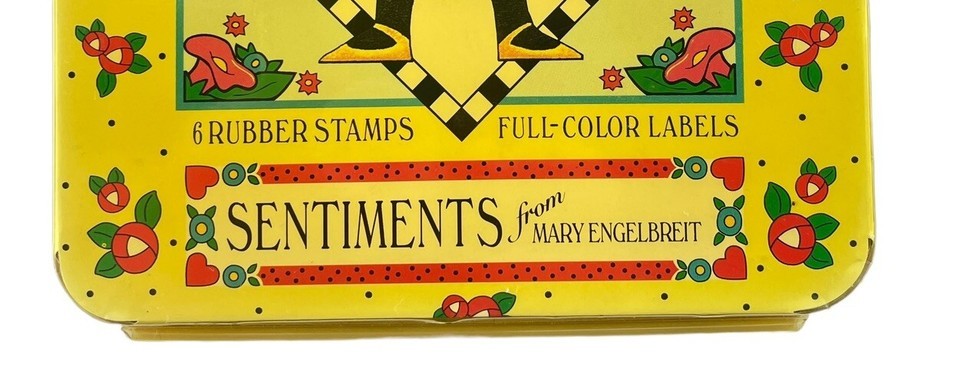 6 RUBBER STAMPS
FULL-COLOR LABELS
SENTIMENTS from MARY ENGELBREIT